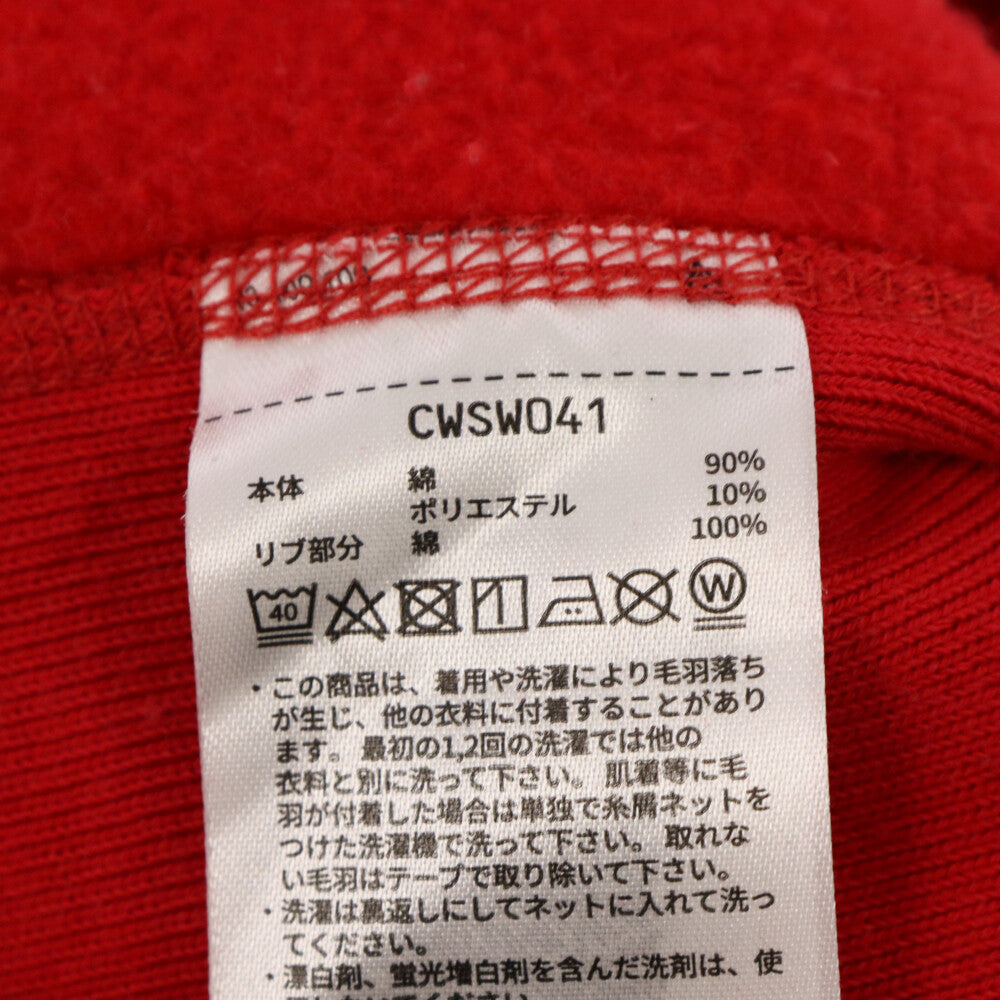 CWSW041
本体 綿 90%
ポリエステル 10%
リブ部分 綿 100%
40 W
・この商品は、着用や洗濯により毛羽落ち
が生じ、他の衣料に付着することがあり
ます。最初の1,2回の洗濯では他の
衣料と別に洗って下さい。肌着等に毛
羽が付着した場合は単独で糸屑ネットを
つけた洗濯機で洗って下さい。取れな
い毛羽はテープで取り除いて下さい。
・洗濯は裏返しにしてネットに入れて洗っ
てください。
・漂白剤、蛍光増白剤を含んだ洗剤は、使